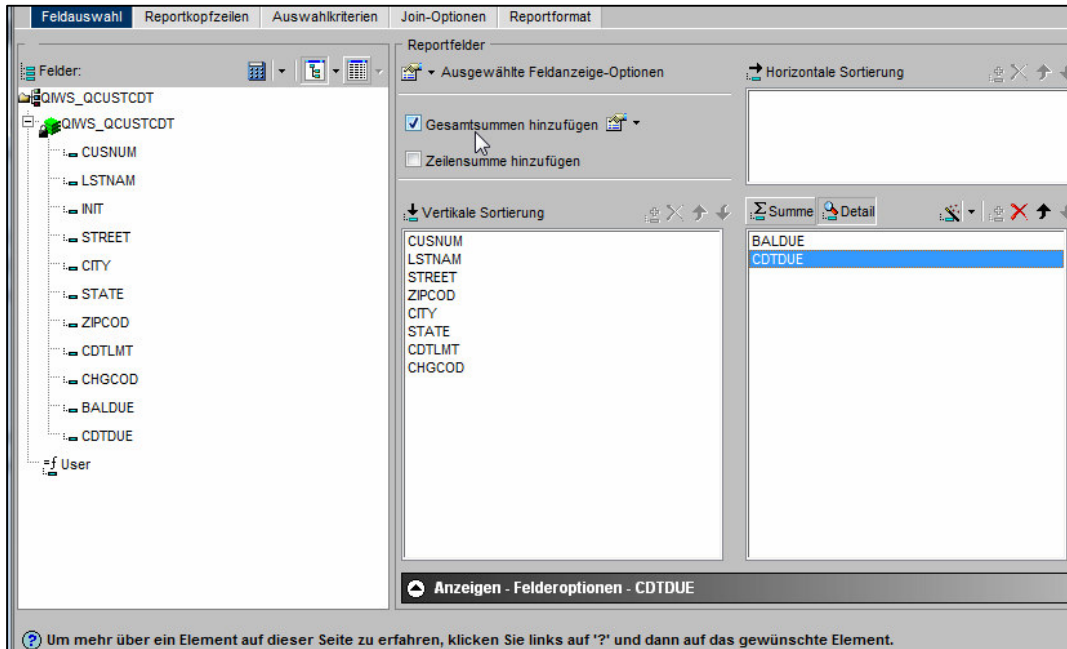 Feldauswahl Reportkopfzeilen Auswahlkriterien Join-Optionen Reportformat
Felder:
QIWS_QCUSTCDT
QIWS_QCUSTCDT
CUSNUM
LSTNAM
INIT
STREET
CITY
STATE
ZIPCOD
CDTLMT
CHGCOD
BALDUE
CDTDUE
User
Reportfelder
Ausgewählte Feldanzeige-Optionen
Gesamtsummen hinzufügen
Zeilensumme hinzufügen
Horizontale Sortierung
Vertikale Sortierung
CUSNUM
LSTNAM
STREET
ZIPCOD
CITY
STATE
CDTLMT
CHGCOD
Summe Detail
BALDUE
CDTDUE
Anzeigen - Felderoptionen - CDTDUE
Um mehr über ein Element auf dieser Seite zu erfahren, klicken Sie links auf '?' und dann auf das gewünschte Element.